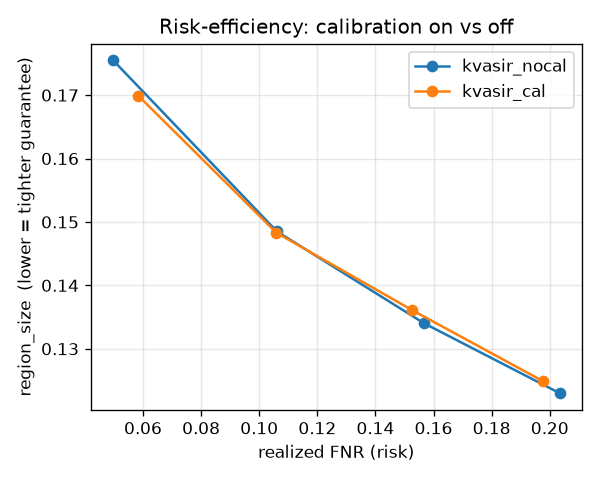 Risk-efficiency: calibration on vs off
kvasir_nocal
kvasir_cal
region_size (lower = tighter guarantee)
0.17
0.16
0.15
0.14
0.13
0.06 0.08 0.10 0.12 0.14 0.16 0.18 0.20
realized FNR (risk)